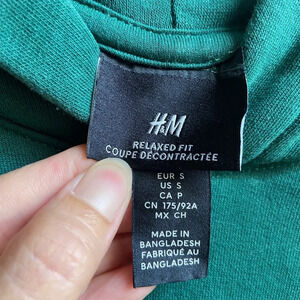 H&M
RELAXED FIT
COUPE DÉCONTRACTÉE
EUR S
US S
CA P
CN 175/92A
MX CH
MADE IN
BANGLADESH
FABRIQUÉ AU
BANGLADESH